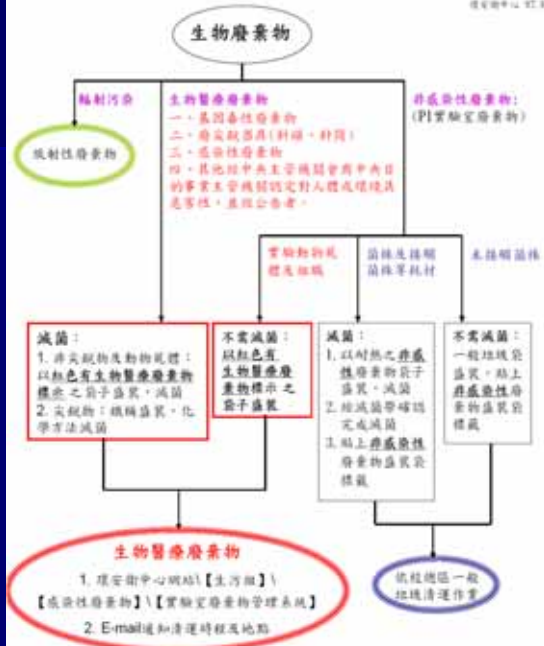 環安衛中心
生物廢棄物
輻射污染
放射性廢棄物
生物醫療廢棄物
一、基因毒性廢棄物
二、廢尖銳器具(針頭、針筒)
三、感染性廢棄物
四、其他經中央主管機關會商中央目
的事業主管機關認定對人體或環境具
危害性，並經公告者。
非感染性廢棄物:
(P1實驗室廢棄物)
實驗動物屍
體及組織
菌株及接觸
菌株等耗材
未接觸菌株
滅菌：
1. 非尖銳物及動物屍體：
以紅色有生物醫療廢棄物
標示之袋子盛裝，滅菌
2. 尖銳物：鐵桶盛裝，化
學方法滅菌
不需滅菌：
以紅色有
生物醫療廢
棄物標示之
袋子盛裝
滅菌：
1. 以耐熱之非感
性廢棄物袋子
盛裝，滅菌
2. 經滅菌帶確認
完成滅菌
3. 貼上非感染性
廢棄物盛裝袋
標籤
不需滅菌：
一般垃圾袋
盛裝，貼上
非感染性廢
棄物盛裝袋
標籤
生物醫療廢棄物
1. 環安衛中心網站\【生污組】\
【感染性廢棄物】\【實驗室廢棄物管理系統】
2. E-mail通知清運時程及地點
依校總區一般
垃圾清運作業